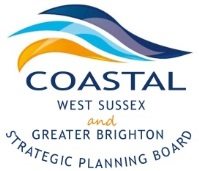 COASTAL
WEST SUSSEX
and
GREATER BRIGHTON
STRATEGIC PLANNING BOARD